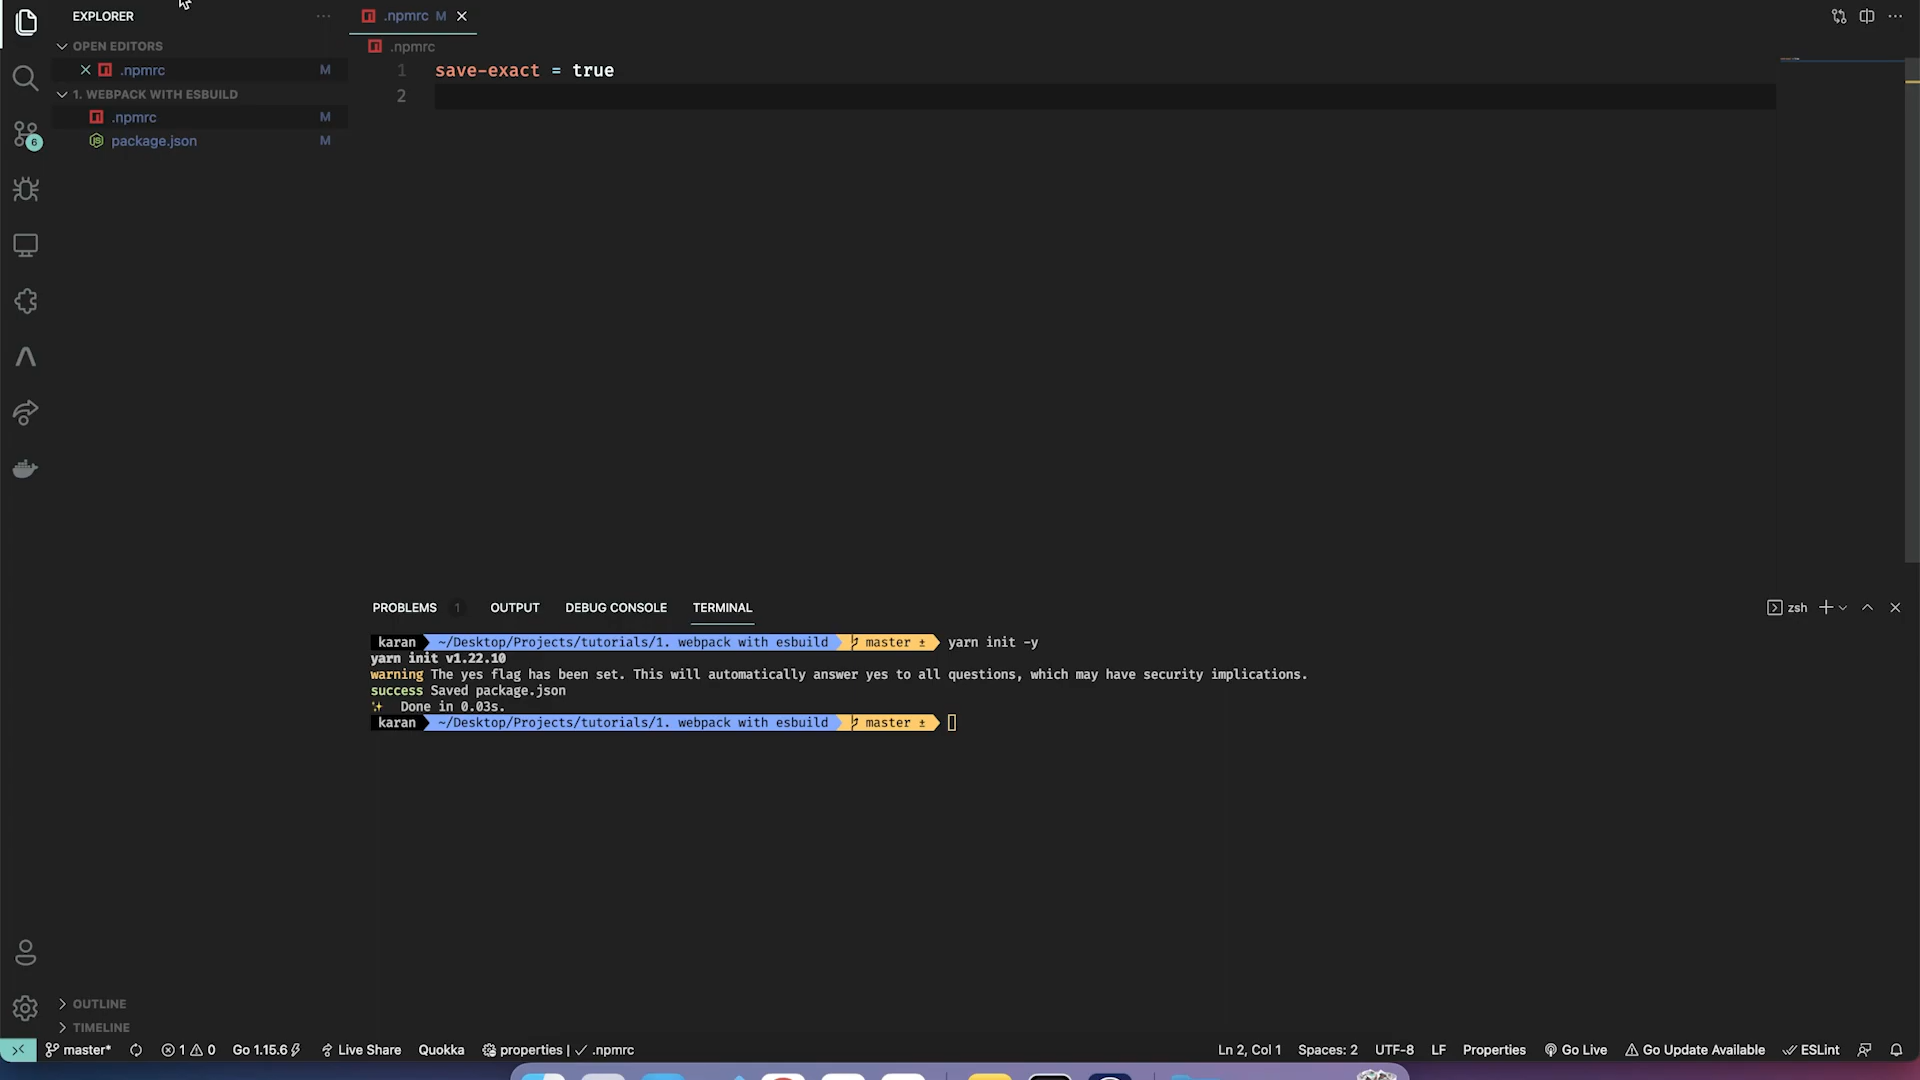 EXPLORER
.npmrc M
OPEN EDITORS
.npmrc M
1. WEBPACK WITH ESBUILD
.npmrc M
package.json M
6
.npmrc
1 save-exact = true
2
PROBLEMS 1 OUTPUT DEBUG CONSOLE TERMINAL
zsh
karan ~/Desktop/Projects/tutorials/1. webpack with esbuild master ± yarn init -y
yarn init v1.22.10
warning The yes flag has been set. This will automatically answer yes to all questions, which may have security implications.
success Saved package.json
✨ Done in 0.03s.
karan ~/Desktop/Projects/tutorials/1. webpack with esbuild master ±
OUTLINE
TIMELINE
master* 1 0 Go 1.15.6 Live Share Quokka properties | ✓ .npmrc Ln 2, Col 1 Spaces: 2 UTF-8 LF Properties Go Live Go Update Available ESLint